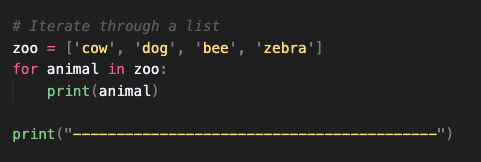 # Iterate through a list
zoo = ['cow', 'dog', 'bee', 'zebra']
for animal in zoo:
    print(animal)
print("------------------------------------------")